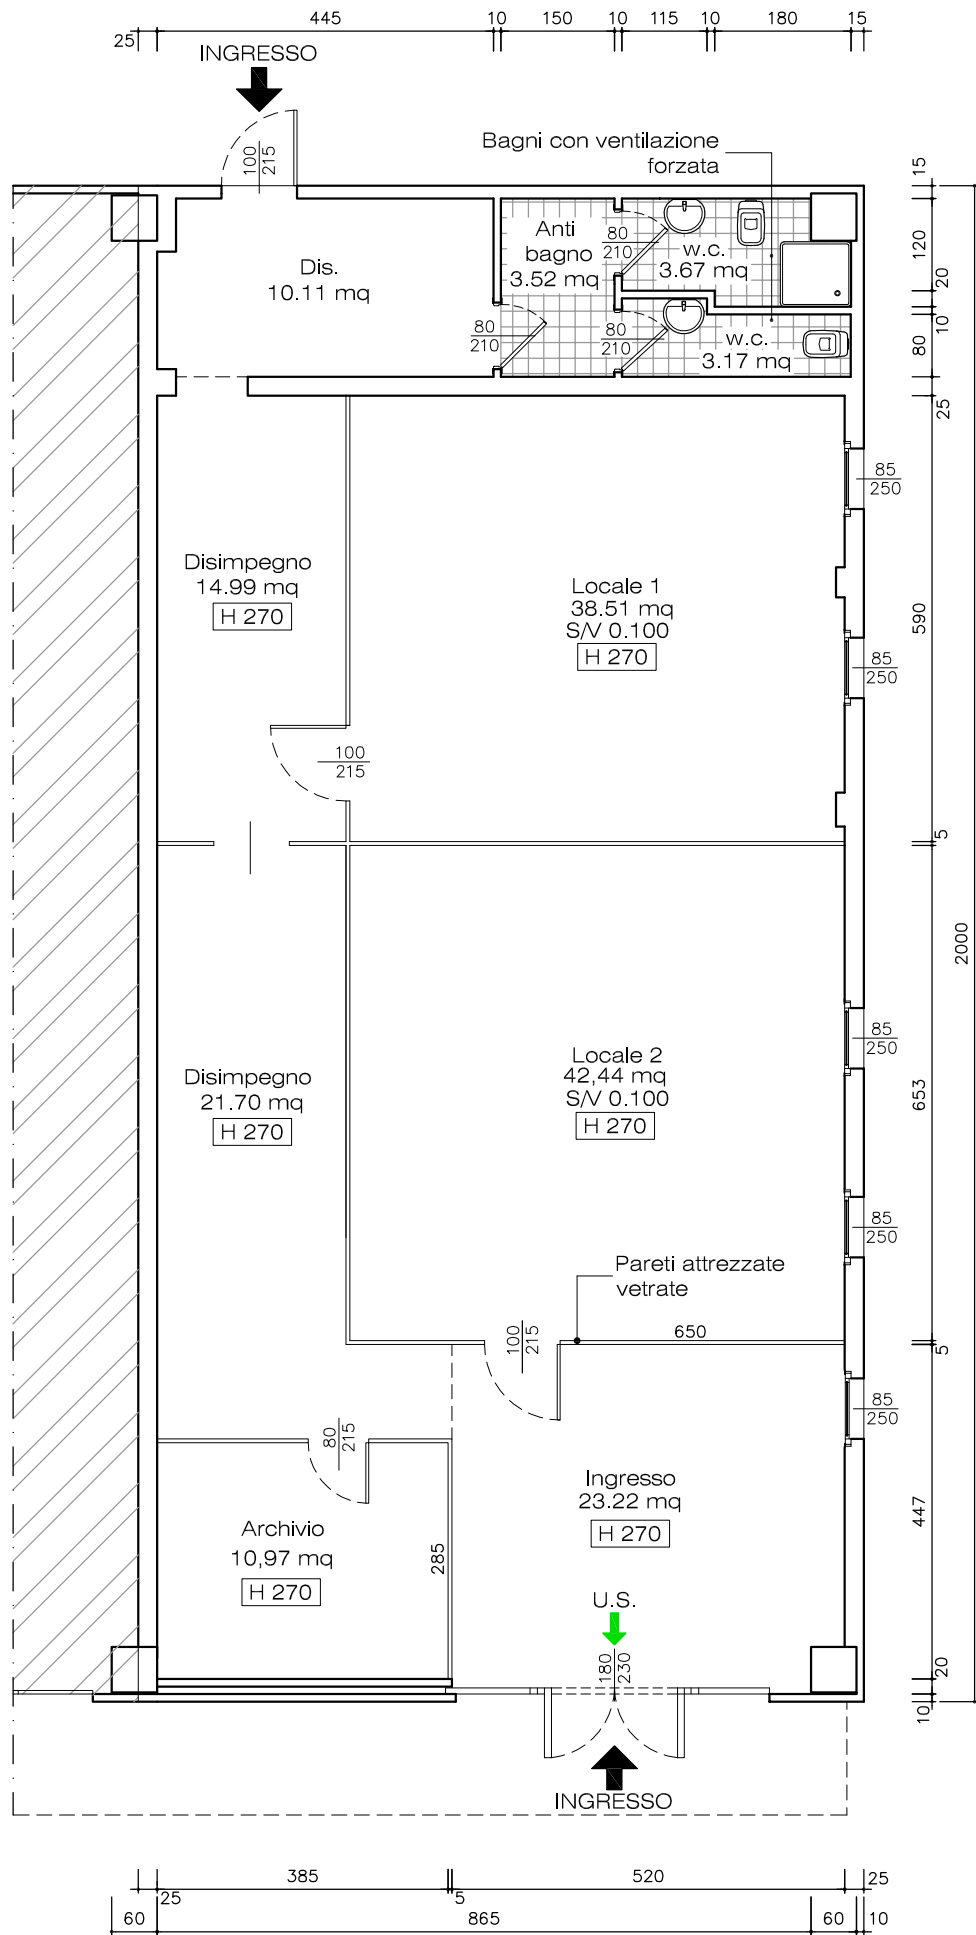 445
10
150
10
115
10
180
15
25
INGRESSO
Bagni con ventilazione
forzata
100
215
15
120
20
10
80
25
Anti
bagno
3.52 mq
80
210
w.c.
3.67 mq
Dis.
10.11 mq
80
210
80
210
w.c.
3.17 mq
85
250
Disimpegno
14.99 mq
H 270
Locale 1
38.51 mq
S/V 0.100
H 270
590
85
250
100
215
5
2000
85
250
Disimpegno
21.70 mq
H 270
Locale 2
42,44 mq
S/V 0.100
H 270
653
85
250
Pareti attrezzate
vetrate
650
100
215
5
85
250
80
215
Ingresso
23.22 mq
H 270
447
Archivio
10,97 mq
H 270
285
U.S.
180
230
20
10
INGRESSO
385
520
25
25
5
60
865
60
10